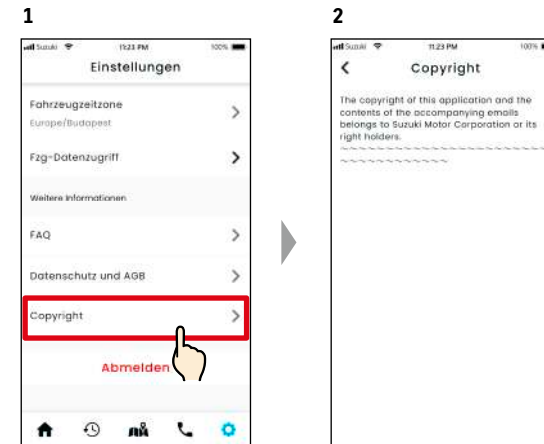 1
Suzuki 11:23 PM 100%
Einstellungen
Fahrzeugzeitzone
Europe/Budapest
Fzg-Datenzugriff
Weitere Informationen
FAQ
Datenschutz und AGB
Copyright
Abmelden
2
Suzuki 11:23 PM 100%
Copyright
The copyright of this application and the
contents of the accompanying emails
belongs to Suzuki Motor Corporation or its
right holders.